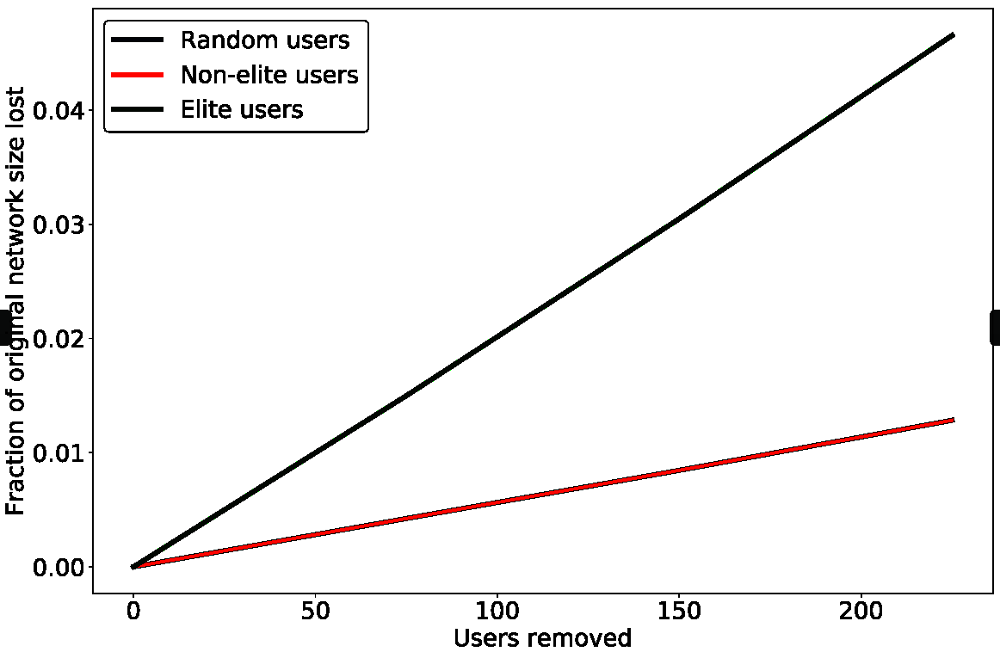 Random users
Non-elite users
Elite users
Fraction of original network size lost
0.04
0.03
0.02
0.01
0.00
0
50
100
150
200
Users removed